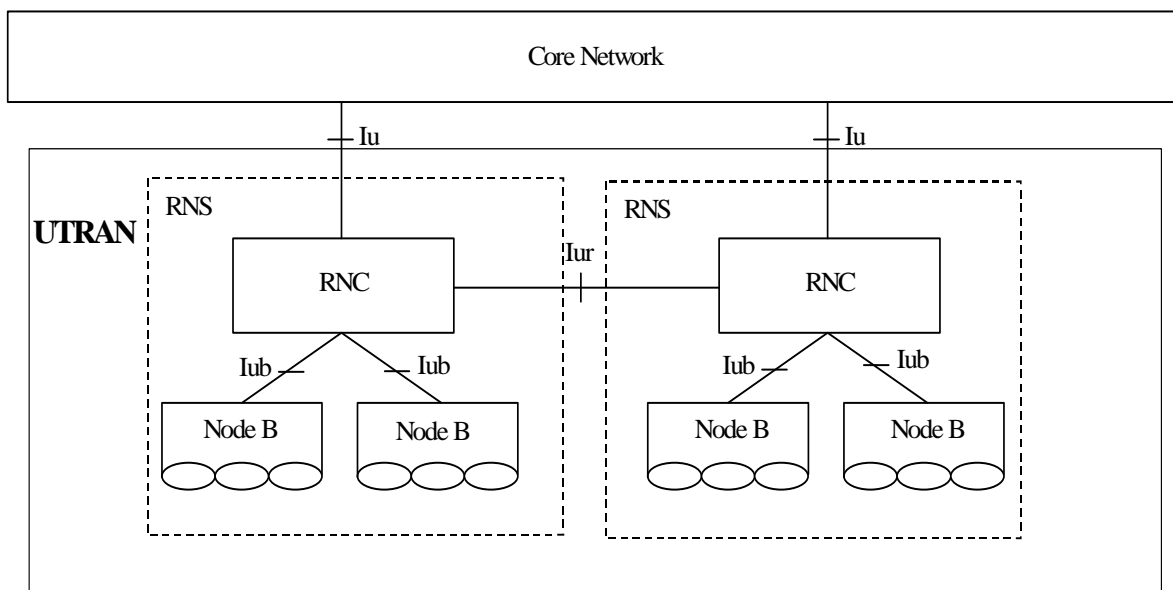 Core Network
Iu
Iu
RNS
RNS
UTRAN
Iur
RNC
RNC
Iub
Iub
Iub
Iub
Node B
Node B
Node B
Node B